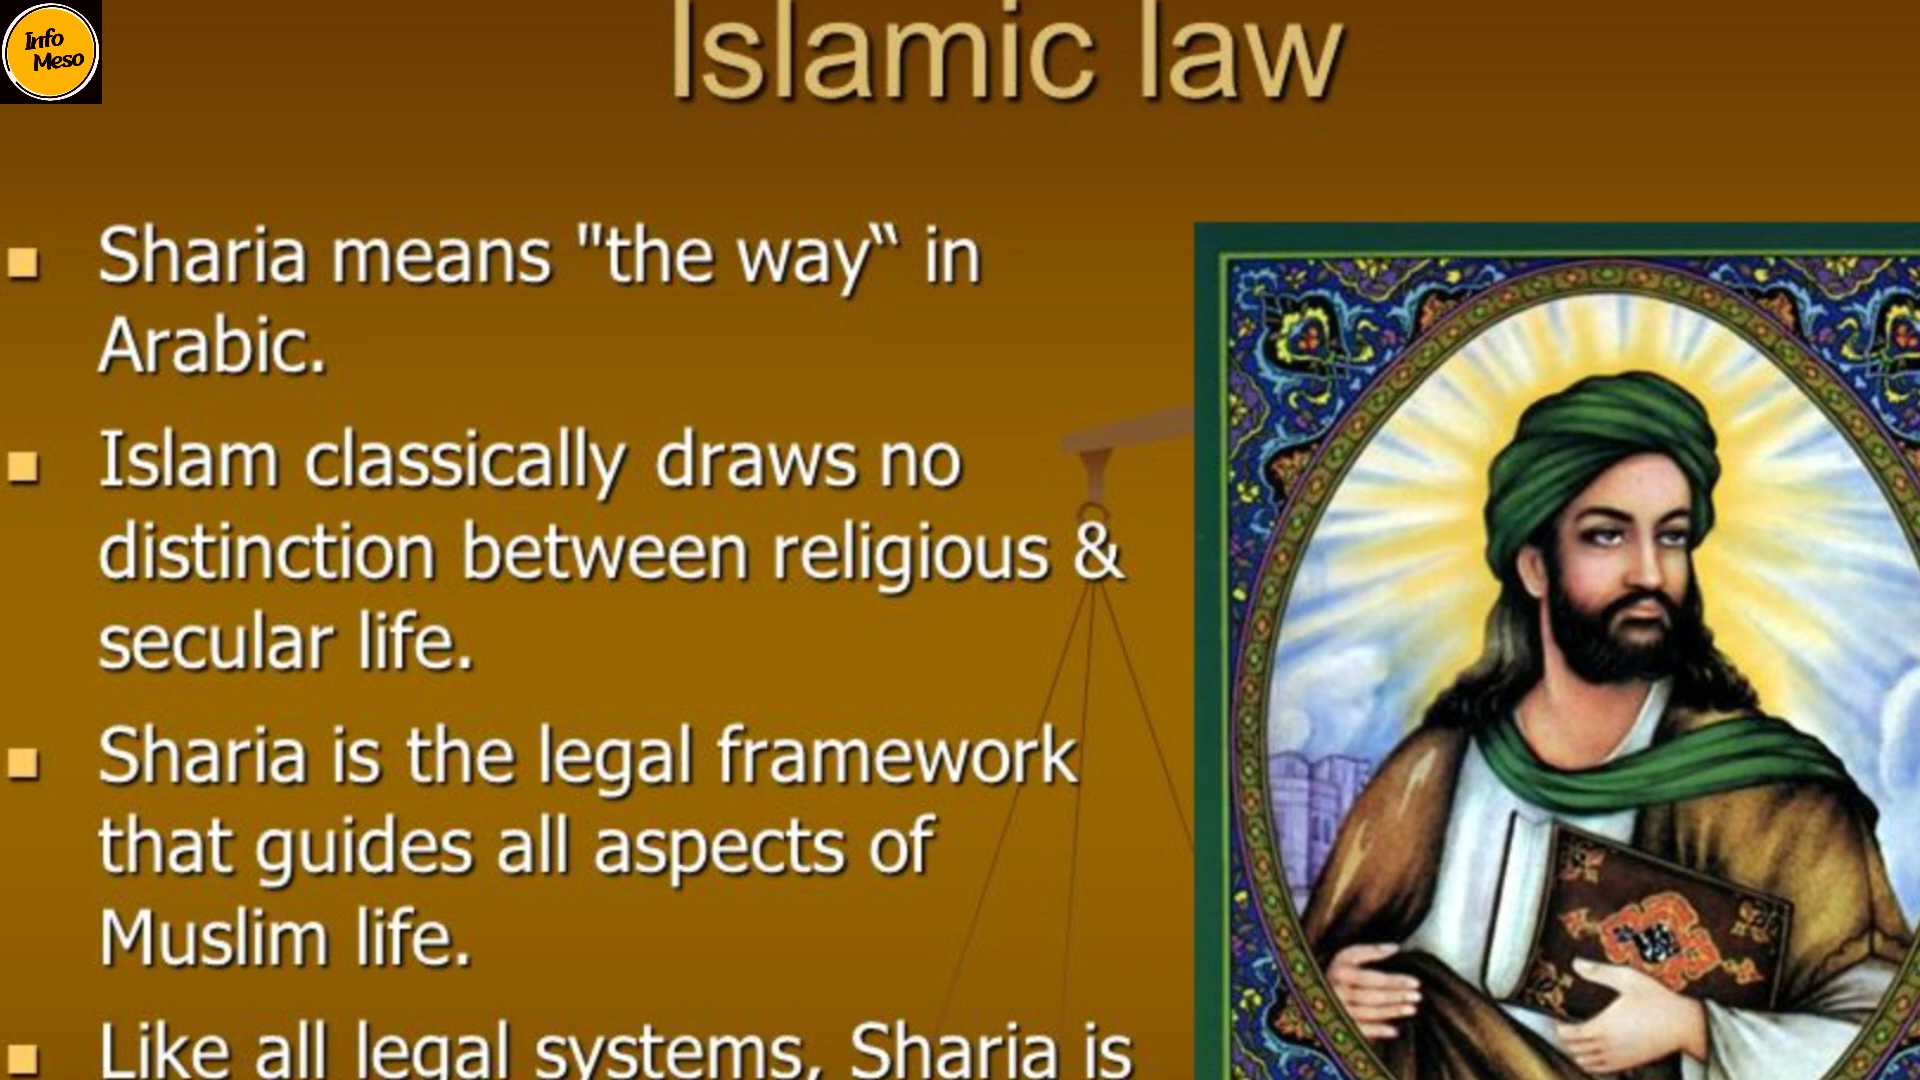 Info
Meso
Islamic law
Sharia means "the way“ in
Arabic.
Islam classically draws no
distinction between religious &
secular life.
Sharia is the legal framework
that guides all aspects of
Muslim life.
Like all legal systems, Sharia is